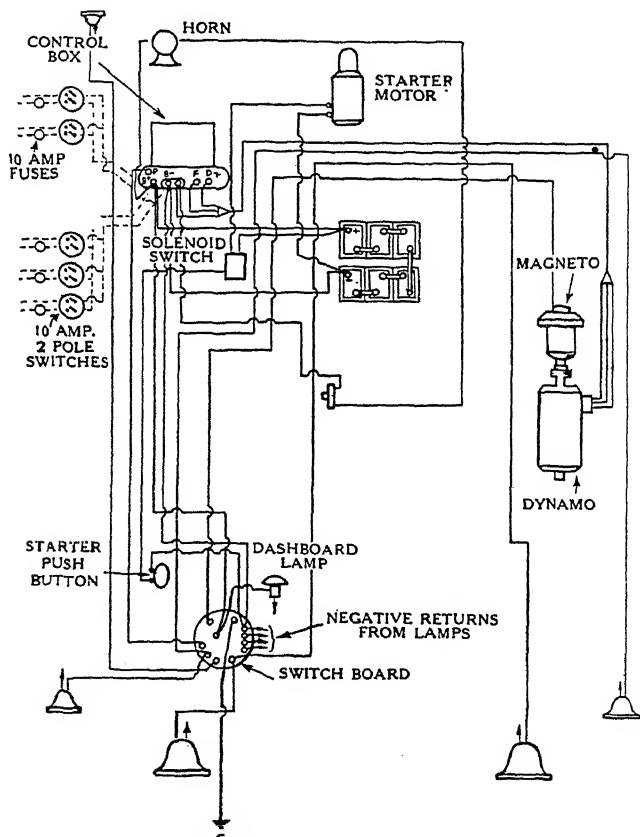 HORN
CONTROL
BOX
STARTER
MOTOR
10 AMP
FUSES
SOLENOID
SWITCH
MAGNETO
10 AMP.
2 POLE
SWITCHES
DYNAMO
STARTER
PUSH
BUTTON
DASHBOARD
LAMP
NEGATIVE RETURNS
FROM LAMPS
SWITCH BOARD